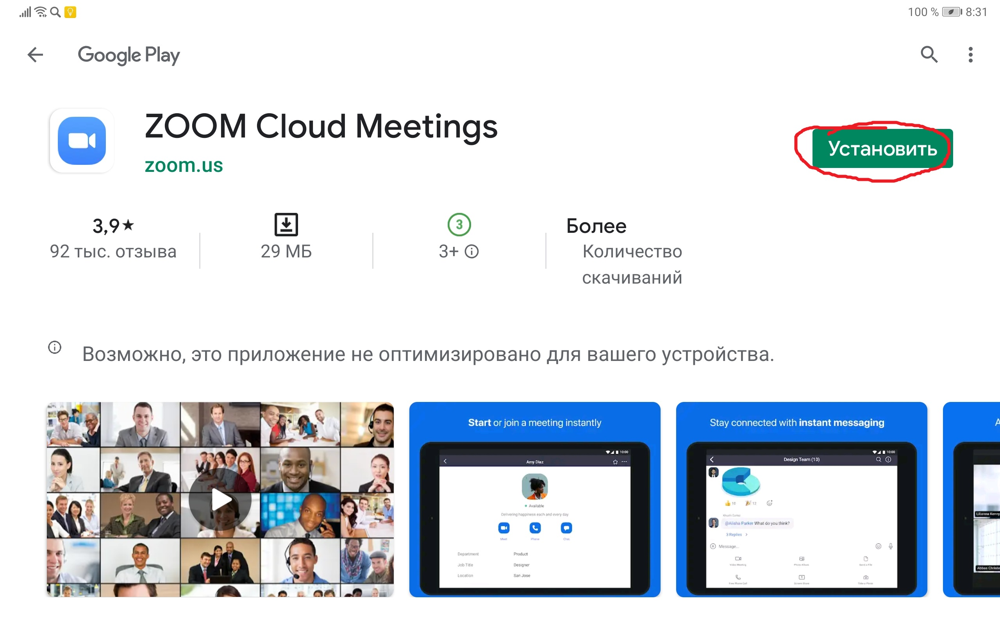 100 % 8:31
Google Play
ZOOM Cloud Meetings
zoom.us
Установить
3,9★
92 тыс. отзыва
29 МБ
3
3+
Более
Количество
скачиваний
Возможно, это приложение не оптимизировано для вашего устройства.
Start or join a meeting instantly
10:00
Amy Diaz
Available
Delivering happiness each and every day
Meet Phone Chat
Department Product
Job Title Designer
Location San Jose
Stay connected with instant messaging
10:00
Design Team (10)
10 12
Khushi Cortez
@Alisha Parker What do you think?
3 Replies
Message...
Video Meeting Photo Album Send a File
Free Phone Call Screen Share Take a Photo
A
Lilianna Kenny
Abbas Christe